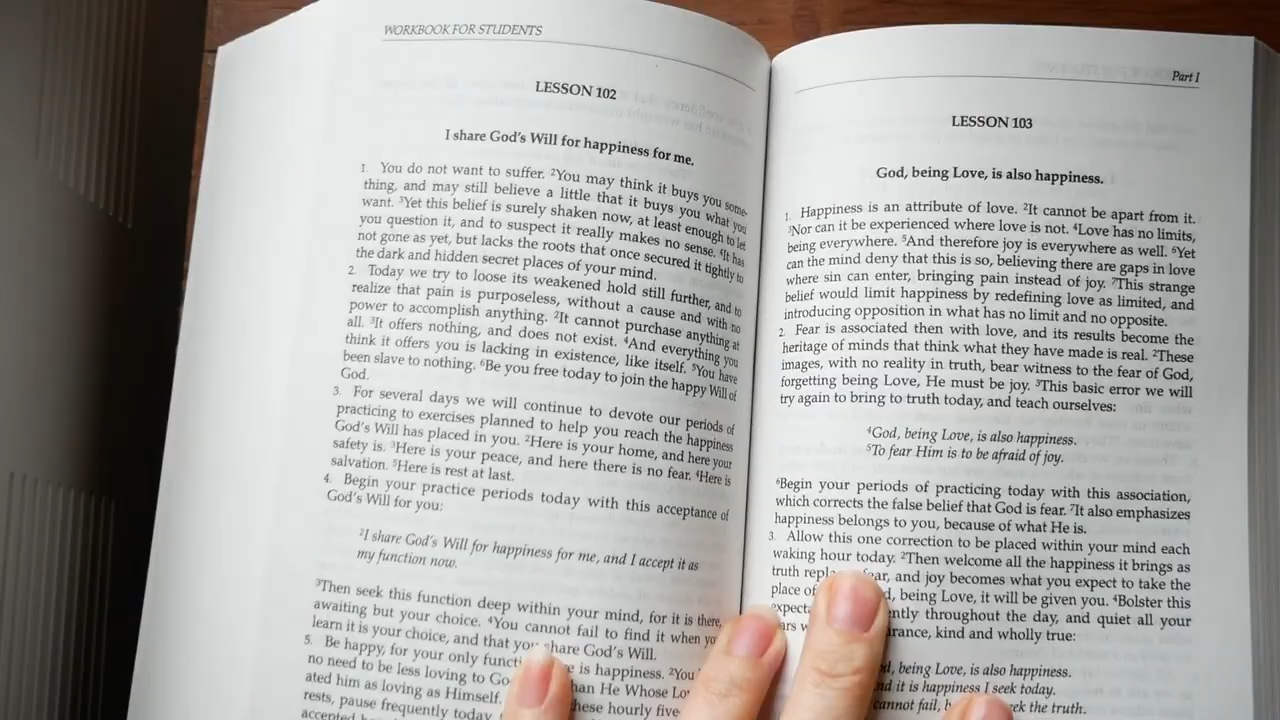 WORKBOOK FOR STUDENTS
LESSON 102
I share God's Will for happiness for me.
1. You do not want to suffer. ²You may think it buys you some-
thing, and may still believe a little that it buys you what you
want. ³Yet this belief is surely shaken now, at least enough to let
you question it, and to suspect it really makes no sense. ⁴It has
not gone as yet, but lacks the roots that once secured it tightly to
the dark and hidden secret places of your mind.
2. Today we try to loose its weakened hold still further, and to
realize that pain is purposeless, without a cause and with no
power to accomplish anything. ²It cannot purchase anything at
all. ³It offers nothing, and does not exist. ⁴And everything you
think it offers you is lacking in existence, like itself. ⁵You have
been slave to nothing. ⁶Be you free today to join the happy Will of
God.
3. For several days we will continue to devote our periods of
practicing to exercises planned to help you reach the happiness
God's Will has placed in you. ²Here is your home, and here your
safety is. ³Here is your peace, and here there is no fear. ⁴Here is
salvation. ⁵Here is rest at last.
4. Begin your practice periods today with this acceptance of
God's Will for you:
²I share God's Will for happiness for me, and I accept it as
my function now.
³Then seek this function deep within your mind, for it is there,
awaiting but your choice. ⁴You cannot fail to find it when you
learn it is your choice, and that you share God's Will.
5. Be happy, for your only functi is happiness. ²You
no need to be less loving to Go han He Whose Lo
ated him as loving as Himself. hese hourly five
rests, pause frequently today
Part I
LESSON 103
God, being Love, is also happiness.
1. Happiness is an attribute of love. ²It cannot be apart from it.
³Nor can it be experienced where love is not. ⁴Love has no limits,
being everywhere. ⁵And therefore joy is everywhere as well. ⁶Yet
can the mind deny that this is so, believing there are gaps in love
where sin can enter, bringing pain instead of joy. ⁷This strange
belief would limit happiness by redefining love as limited, and
introducing opposition in what has no limit and no opposite.
2. Fear is associated then with love, and its results become the
heritage of minds that think what they have made is real. ²These
images, with no reality in truth, bear witness to the fear of God,
forgetting being Love, He must be joy. ³This basic error we will
try again to bring to truth today, and teach ourselves:
⁴God, being Love, is also happiness.
⁵To fear Him is to be afraid of joy.
⁶Begin your periods of practicing today with this association,
which corrects the false belief that God is fear. ⁷It also emphasizes
happiness belongs to you, because of what He is.
3. Allow this one correction to be placed within your mind each
waking hour today. ²Then welcome all the happiness it brings as
truth repla fear, and joy becomes what you expect to take the
place of d, being Love, it will be given you. ⁴Bolster this
expecta ently throughout the day, and quiet all your
ars w rance, kind and wholly true:
d, being Love, is also happiness.
nd it is happiness I seek today.
cannot fail, b ek the truth.